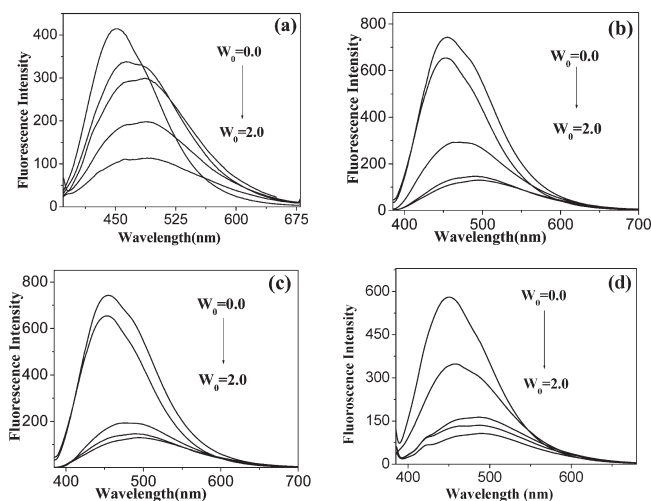 (a)
W0=0.0
W0=2.0
400
300
200
100
0
450 525 600 675
Fluorescence Intensity
Wavelength(nm)
(b)
W0=0.0
W0=2.0
800
600
400
200
0
400 500 600 700
Fluorescence Intensity
Wavelength(nm)
(c)
W0=0.0
W0=2.0
800
600
400
200
400 500 600 700
Fluorescence Intensity
Wavelength(nm)
(d)
W0=0.0
W0=2.0
600
450
300
150
0
400 500 600
Fluoroscence Intensity
Wavelength (nm)